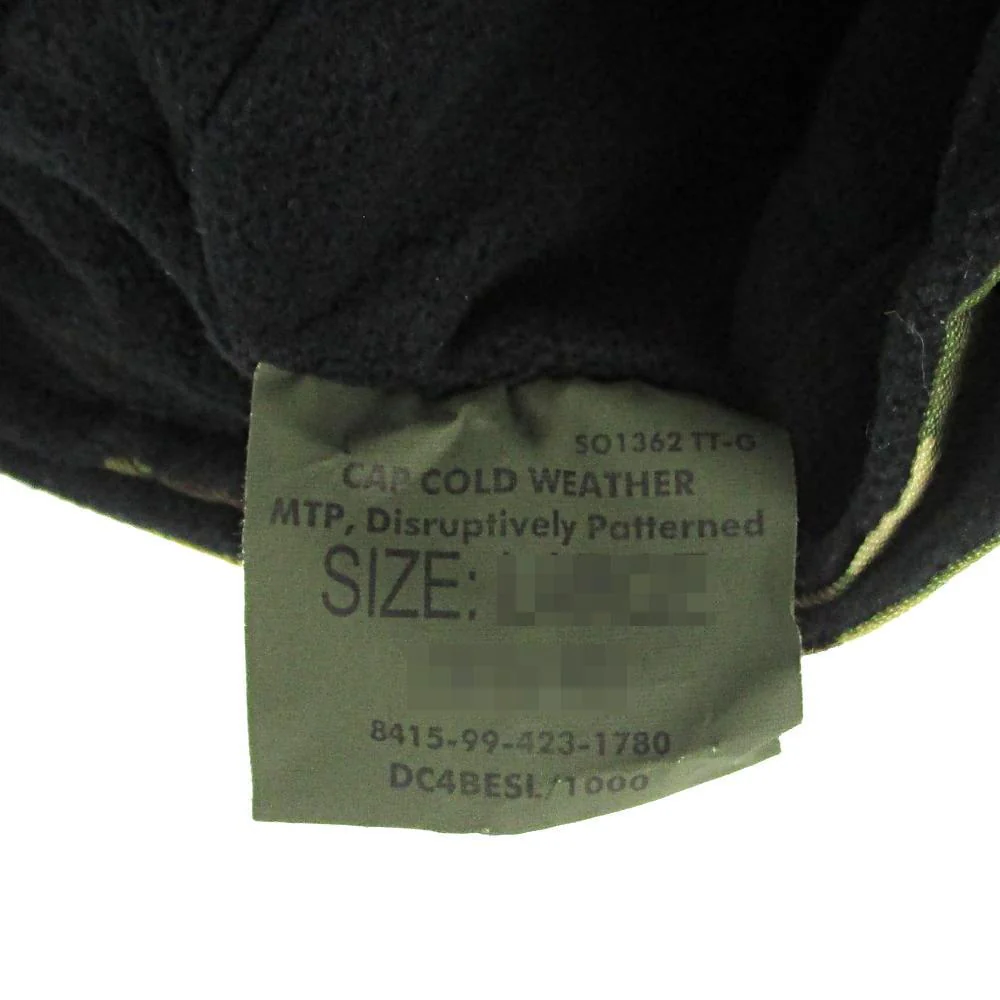 SO1362 TT-G
CAP COLD WEATHER
MTP, Disruptively Patterned
SIZE:
8415-99-423-1780
DC4BESL/1000